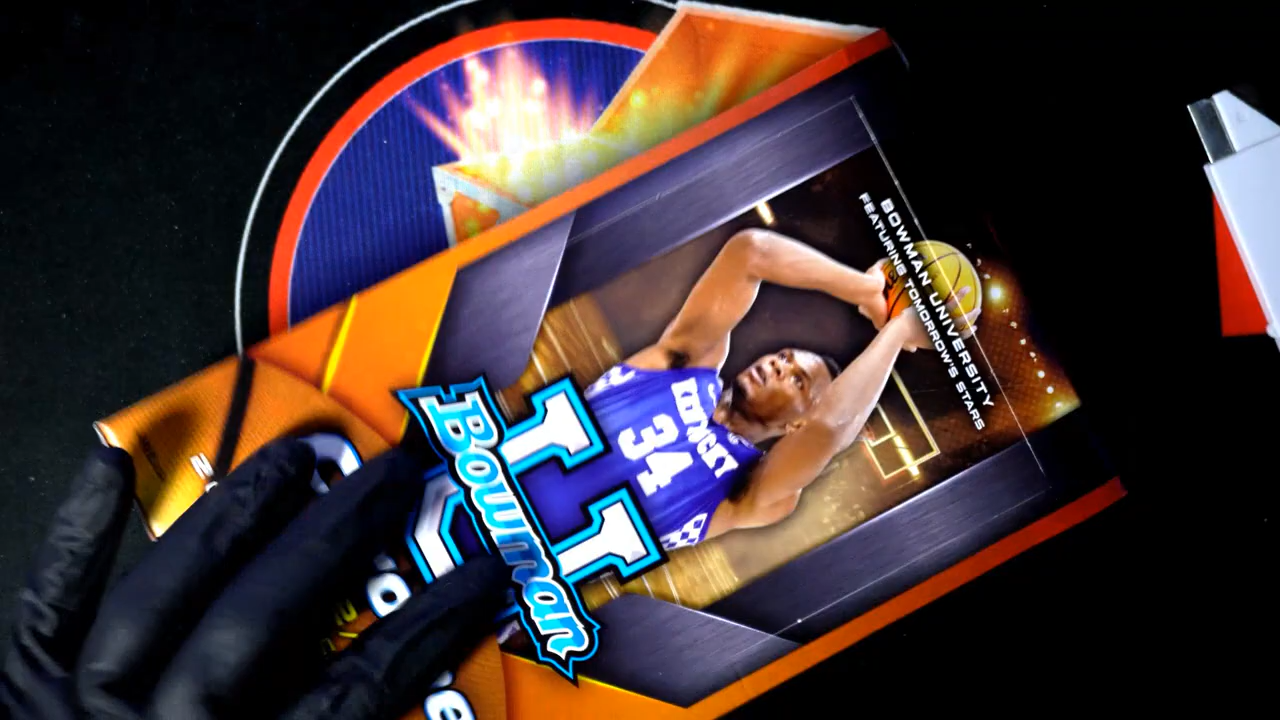 BOWMAN UNIVERSITY
FEATURING TOMORROW'S STARS
KENTUCKY
34
U
Bowman